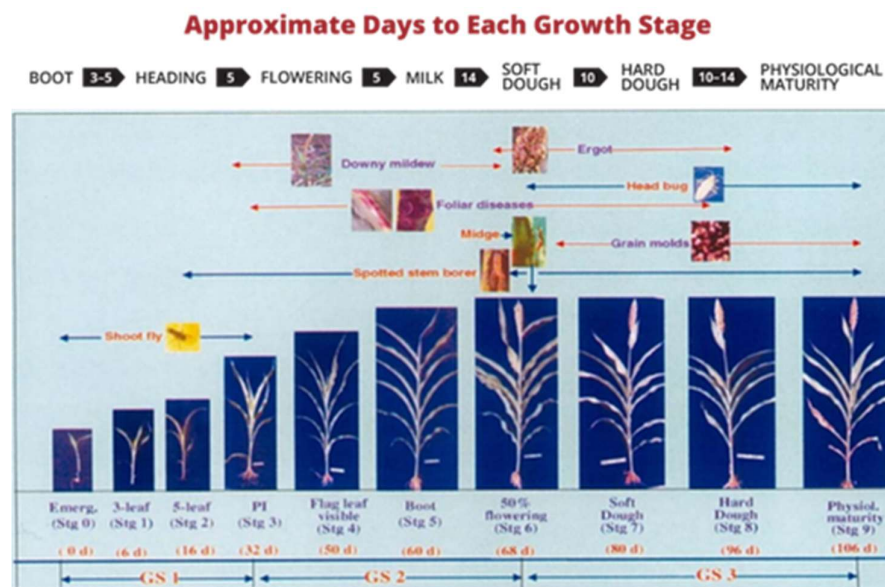 Approximate Days to Each Growth Stage
BOOT 3–5 HEADING 5 FLOWERING 5 MILK 14 SOFT DOUGH 10 HARD DOUGH 10–14 PHYSIOLOGICAL MATURITY
Downy mildew
Ergot
Head bug
Foliar diseases
Midge
Grain molds
Spotted stem borer
Shoot fly
Emerg. (Stg 0)
3-leaf (Stg 1)
5-leaf (Stg 2)
PI (Stg 3)
Flag leaf visible (Stg 4)
Boot (Stg 5)
50% flowering (Stg 6)
Soft Dough (Stg 7)
Hard Dough (Stg 8)
Physiol. maturity (Stg 9)
(0 d) (6 d) (16 d) (32 d) (50 d) (60 d) (68 d) (80 d) (96 d) (106 d)
GS 1 GS 2 GS 3